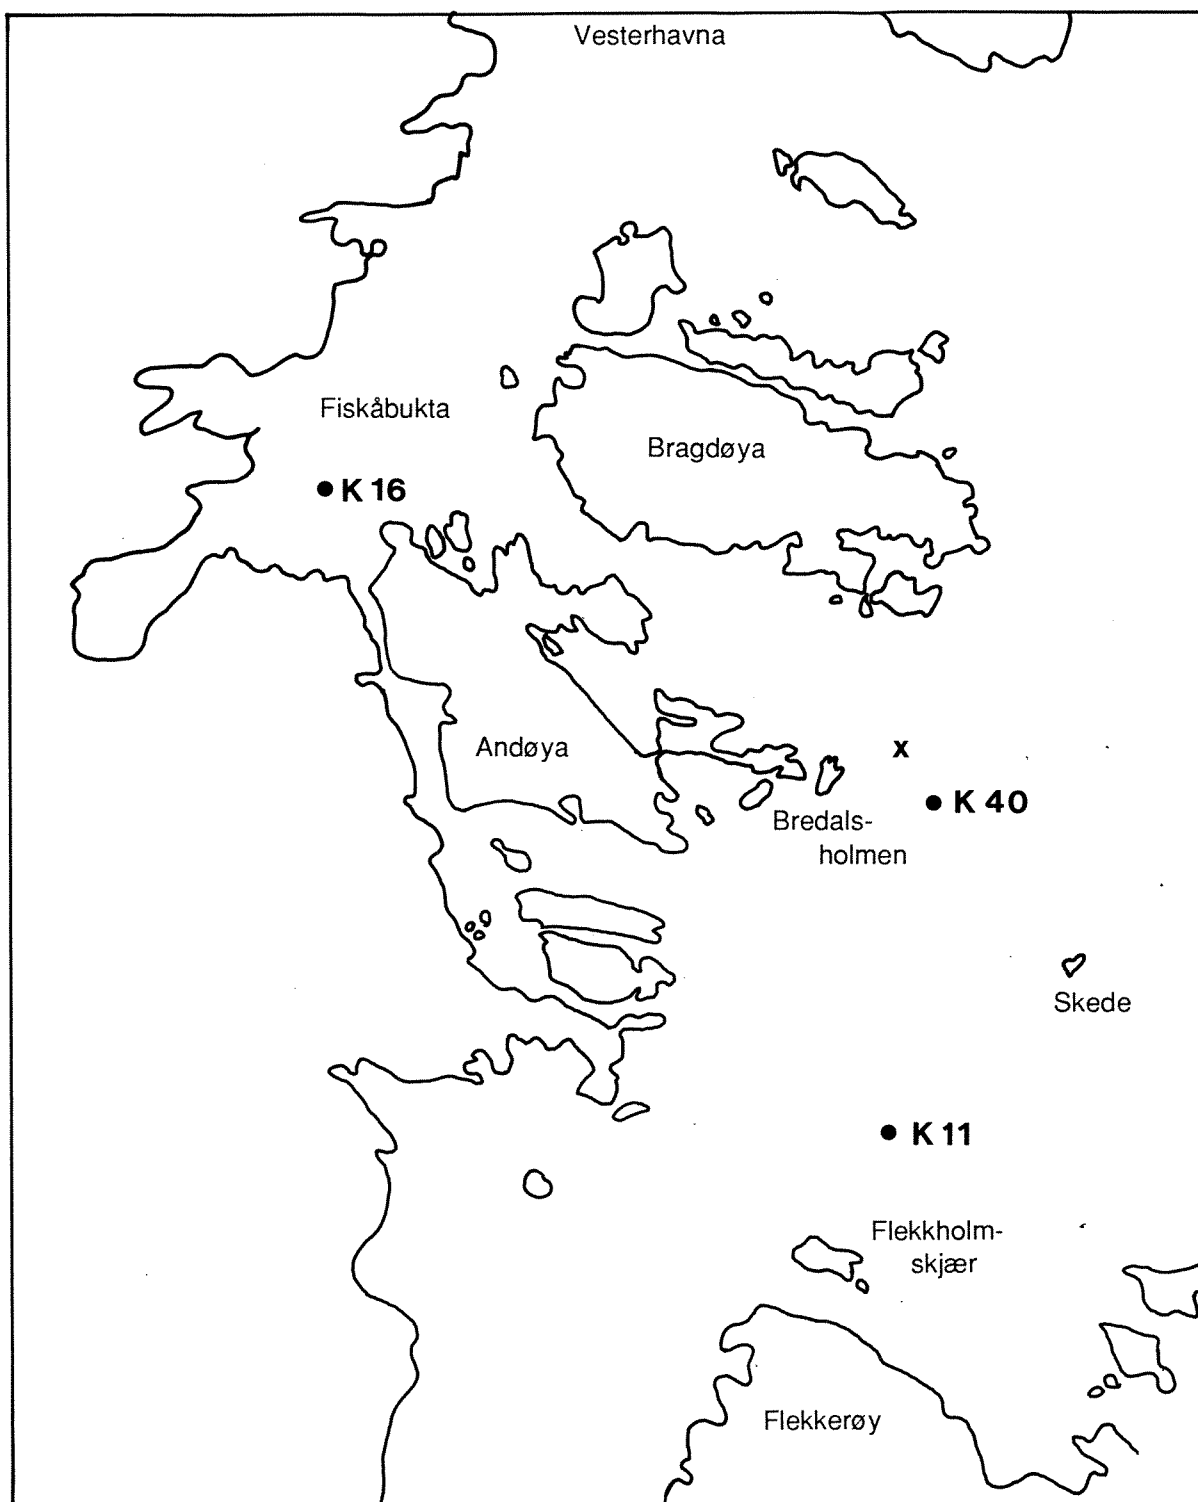 Vesterhavna
Fiskåbukta
Bragdøya
K 16
Andøya
x
K 40
Bredals-
holmen
Skede
K 11
Flekkholm-
skjær
Flekkerøy